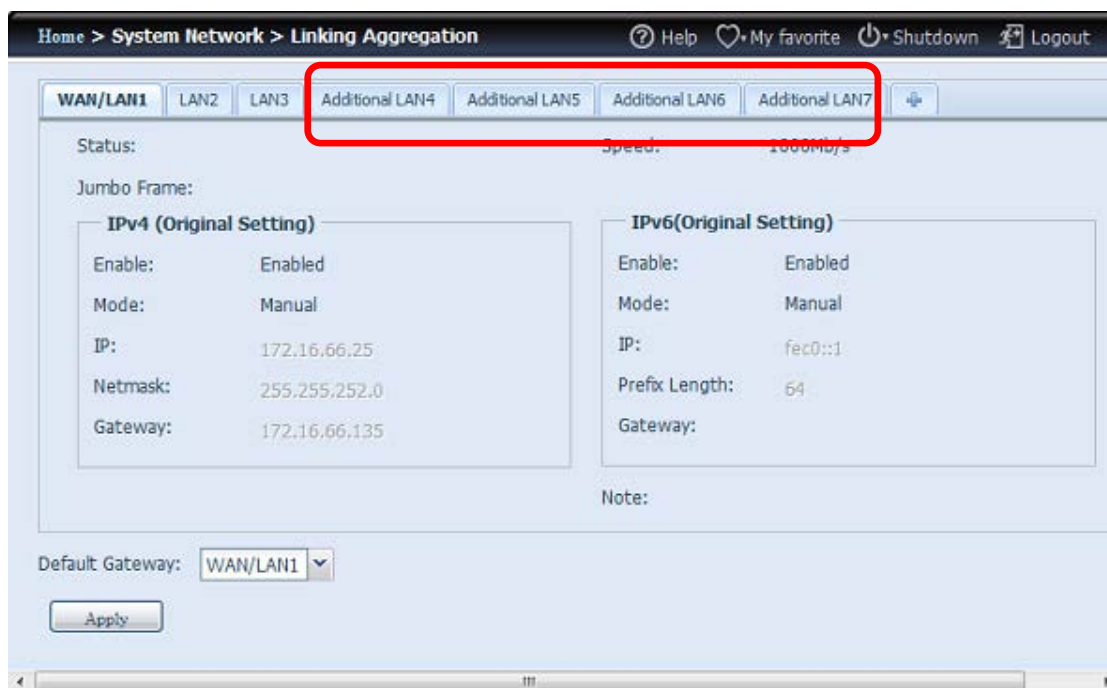 Home > System Network > Linking Aggregation Help My favorite Shutdown Logout
WAN/LAN1 LAN2 LAN3 Additional LAN4 Additional LAN5 Additional LAN6 Additional LAN7
Status: Speed: 1000Mb/s
Jumbo Frame:
IPv4 (Original Setting)
Enable: Enabled
Mode: Manual
IP: 172.16.66.25
Netmask: 255.255.252.0
Gateway: 172.16.66.135
IPv6(Original Setting)
Enable: Enabled
Mode: Manual
IP: fec0::1
Prefix Length: 64
Gateway:
Note:
Default Gateway: WAN/LAN1
Apply